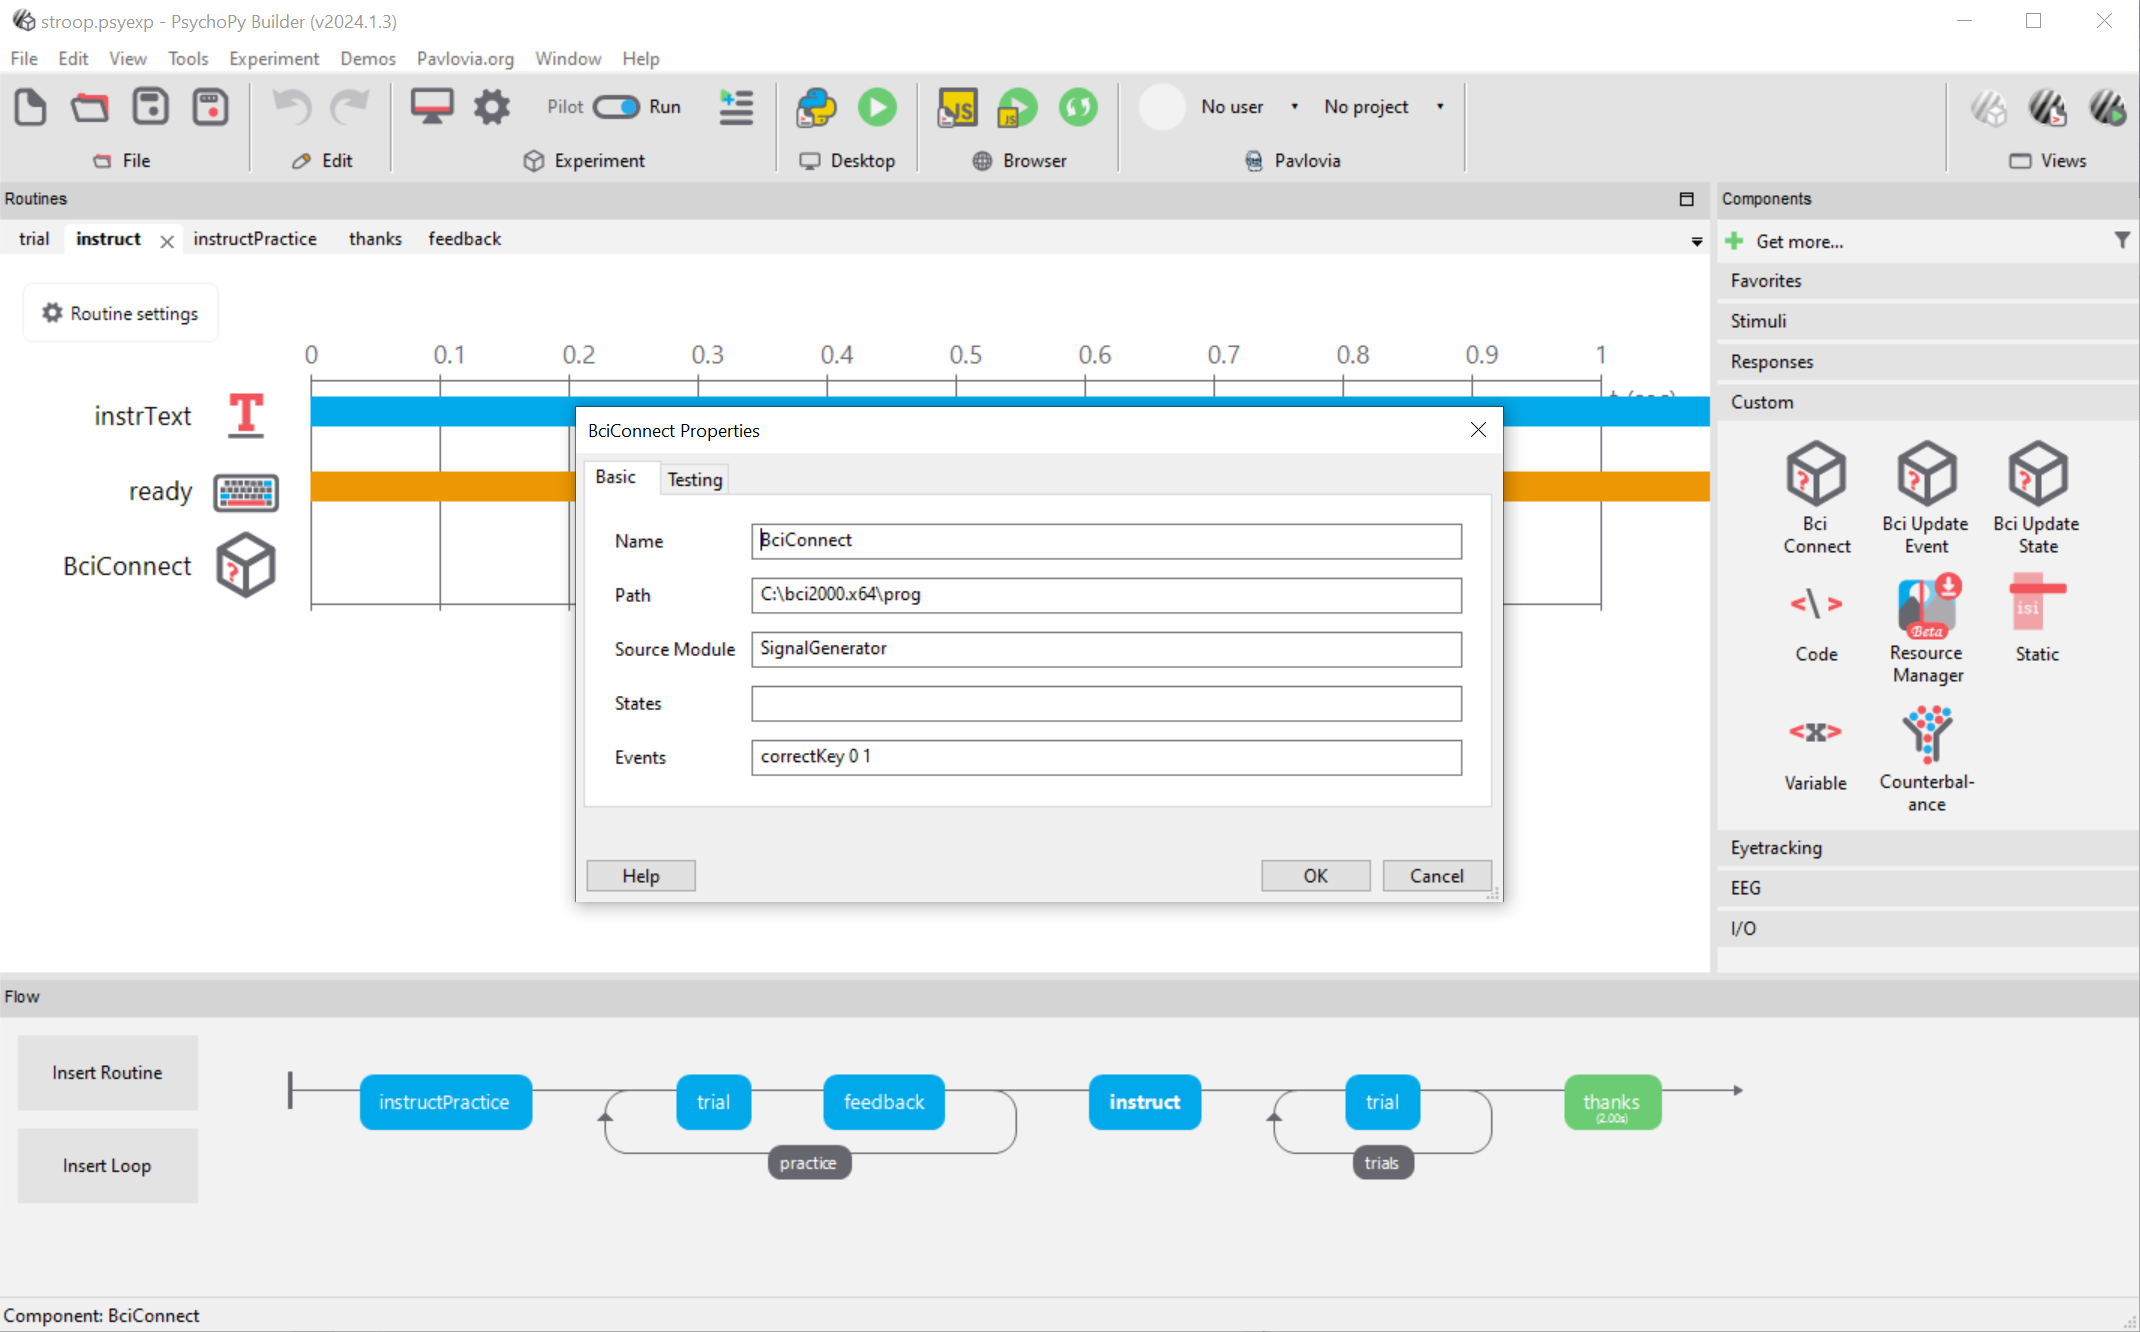 stroop.psyexp - PsychoPy Builder (v2024.1.3)
File Edit View Tools Experiment Demos Pavlovia.org Window Help
Pilot Run
JS
JS
No user No project
File
Edit
Experiment
Desktop
Browser
Pavlovia
Views
Routines
trial instruct instructPractice thanks feedback
Routine settings
0 0.1 0.2 0.3 0.4 0.5 0.6 0.7 0.8 0.9 1
instrText
T
ready
BciConnect
?
BciConnect Properties
Basic Testing
Name BciConnect
Path C:\bci2000.x64\prog
Source Module SignalGenerator
States
Events correctKey 0 1
Help OK Cancel
Components
Get more...
Favorites
Stimuli
Responses
Custom
? ? ?
Bci
Connect
Bci Update
Event
Bci Update
State
<\>
Code
Beta
Resource
Manager
isi
Static
<x>
Variable
Counterbal-
ance
Eyetracking
EEG
I/O
Flow
Insert Routine
Insert Loop
instructPractice trial feedback instruct trial thanks
(2.00s)
practice trials
Component: BciConnect